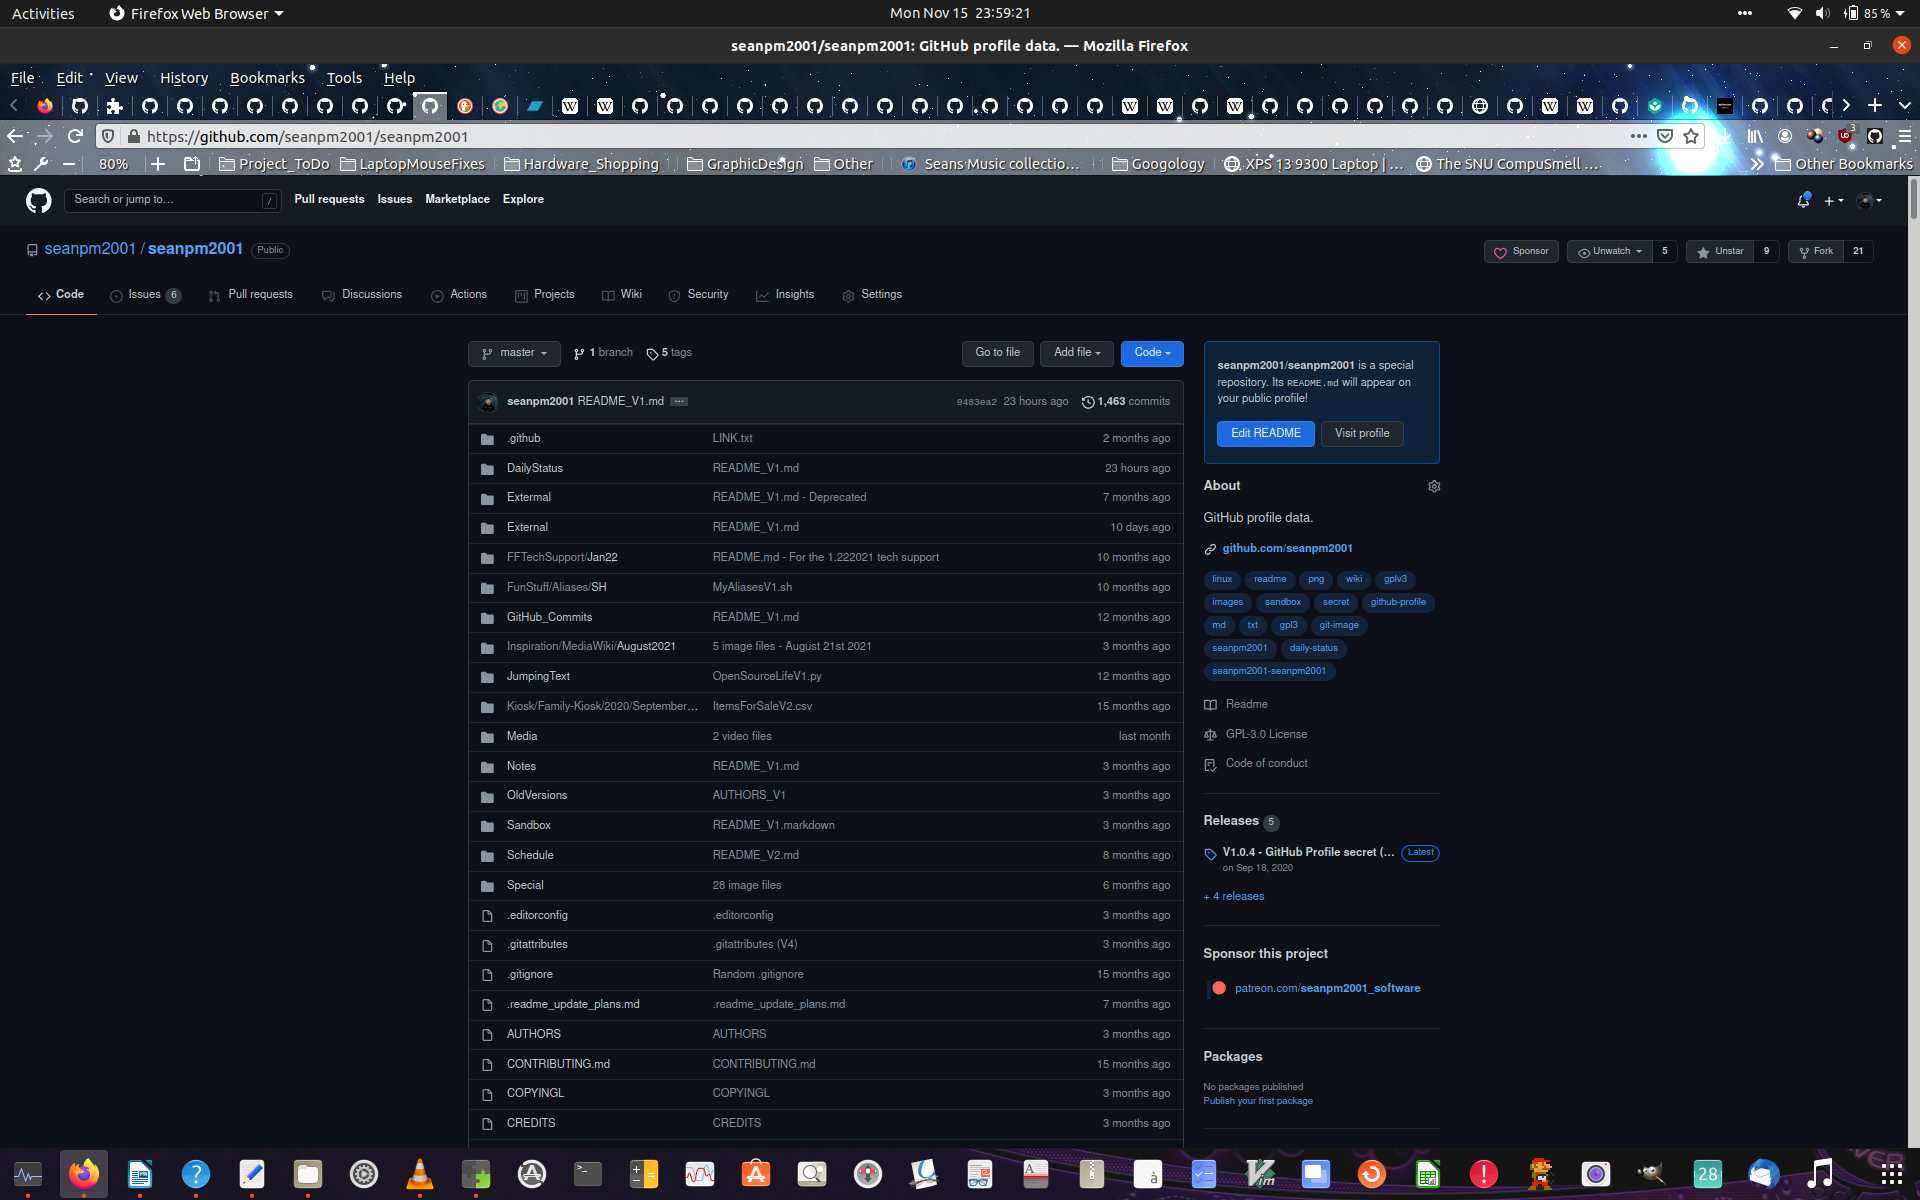 Activities Firefox Web Browser Mon Nov 15 23:59:21 85%
seanpm2001/seanpm2001: GitHub profile data. — Mozilla Firefox
File Edit View History Bookmarks Tools Help
https://github.com/seanpm2001/seanpm2001 3
80% Project_ToDo LaptopMouseFixes Hardware_Shopping GraphicDesign Other Seans Music collectio… Googology XPS 13 9300 Laptop | … The SNU CompuSmell … Other Bookmarks
Search or jump to… / Pull requests Issues Marketplace Explore
seanpm2001 / seanpm2001 Public Sponsor Unwatch 5 Unstar 9 Fork 21
Code Issues 6 Pull requests Discussions Actions Projects Wiki Security Insights Settings
master 1 branch 5 tags Go to file Add file Code
seanpm2001 README_V1.md ... 9483ea2 23 hours ago 1,463 commits
.github LINK.txt 2 months ago
DailyStatus README_V1.md 23 hours ago
Extermal README_V1.md - Deprecated 7 months ago
External README_V1.md 10 days ago
FFTechSupport/Jan22 README.md - For the 1.222021 tech support 10 months ago
FunStuff/Aliases/SH MyAliasesV1.sh 10 months ago
GitHub_Commits README_V1.md 12 months ago
Inspiration/MediaWiki/August2021 5 image files - August 21st 2021 3 months ago
JumpingText OpenSourceLifeV1.py 12 months ago
Kiosk/Family-Kiosk/2020/September… ItemsForSaleV2.csv 15 months ago
Media 2 video files last month
Notes README_V1.md 3 months ago
OldVersions AUTHORS_V1 3 months ago
Sandbox README_V1.markdown 3 months ago
Schedule README_V2.md 8 months ago
Special 28 image files 6 months ago
.editorconfig .editorconfig 3 months ago
.gitattributes .gitattributes (V4) 3 months ago
.gitignore Random .gitignore 15 months ago
.readme_update_plans.md .readme_update_plans.md 7 months ago
AUTHORS AUTHORS 3 months ago
CONTRIBUTING.md CONTRIBUTING.md 15 months ago
COPYINGL COPYINGL 3 months ago
CREDITS CREDITS 3 months ago
seanpm2001/seanpm2001 is a special
repository. Its README.md will appear on
your public profile!
Edit README Visit profile
About
GitHub profile data.
github.com/seanpm2001
linux readme png wiki gplv3
images sandbox secret github-profile
md txt gpl3 git-image
seanpm2001 daily-status
seanpm2001-seanpm2001
Readme
GPL-3.0 License
Code of conduct
Releases 5
V1.0.4 - GitHub Profile secret (… Latest
on Sep 18, 2020
+ 4 releases
Sponsor this project
patreon.com/seanpm2001_software
Packages
No packages published
Publish your first package
28